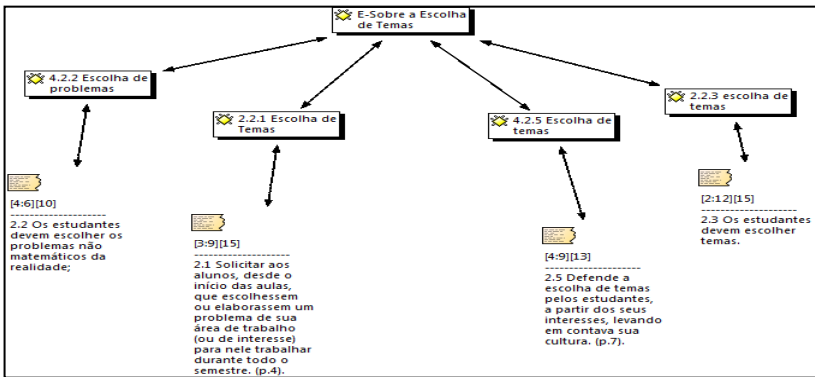 E-Sobre a Escolha
de Temas
4.2.2 Escolha de
problemas
2.2.1 Escolha de
Temas
4.2.5 Escolha de
temas
2.2.3 escolha de
temas
[4:6][10]
--------------------
2.2 Os estudantes
devem escolher os
problemas não
matemáticos da
realidade;
[3:9][15]
--------------------
2.1 Solicitar aos
alunos, desde o
início das aulas,
que escolhessem
ou elaborassem um
problema de sua
área de trabalho
(ou de interesse)
para nele trabalhar
durante todo o
semestre. (p.4).
[4:9][13]
--------------------
2.5 Defende a
escolha de temas
pelos estudantes,
a partir dos seus
interesses, levando
em contava sua
cultura. (p.7).
[2:12][15]
--------------------
2.3 Os estudantes
devem escolher
temas.